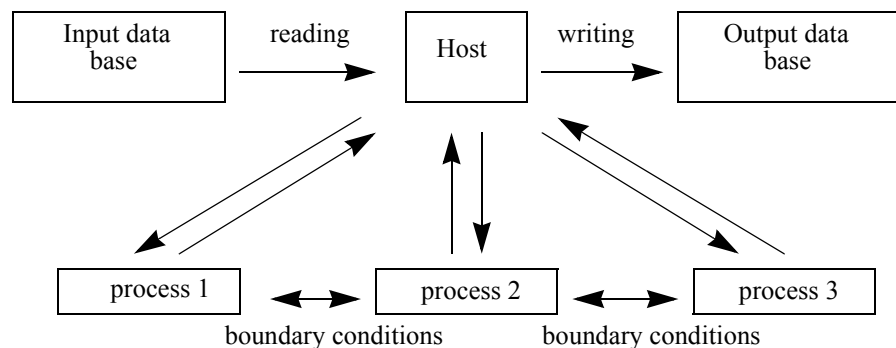 Input data
base
reading
Host
writing
Output data
base
process 1
process 2
process 3
boundary conditions
boundary conditions